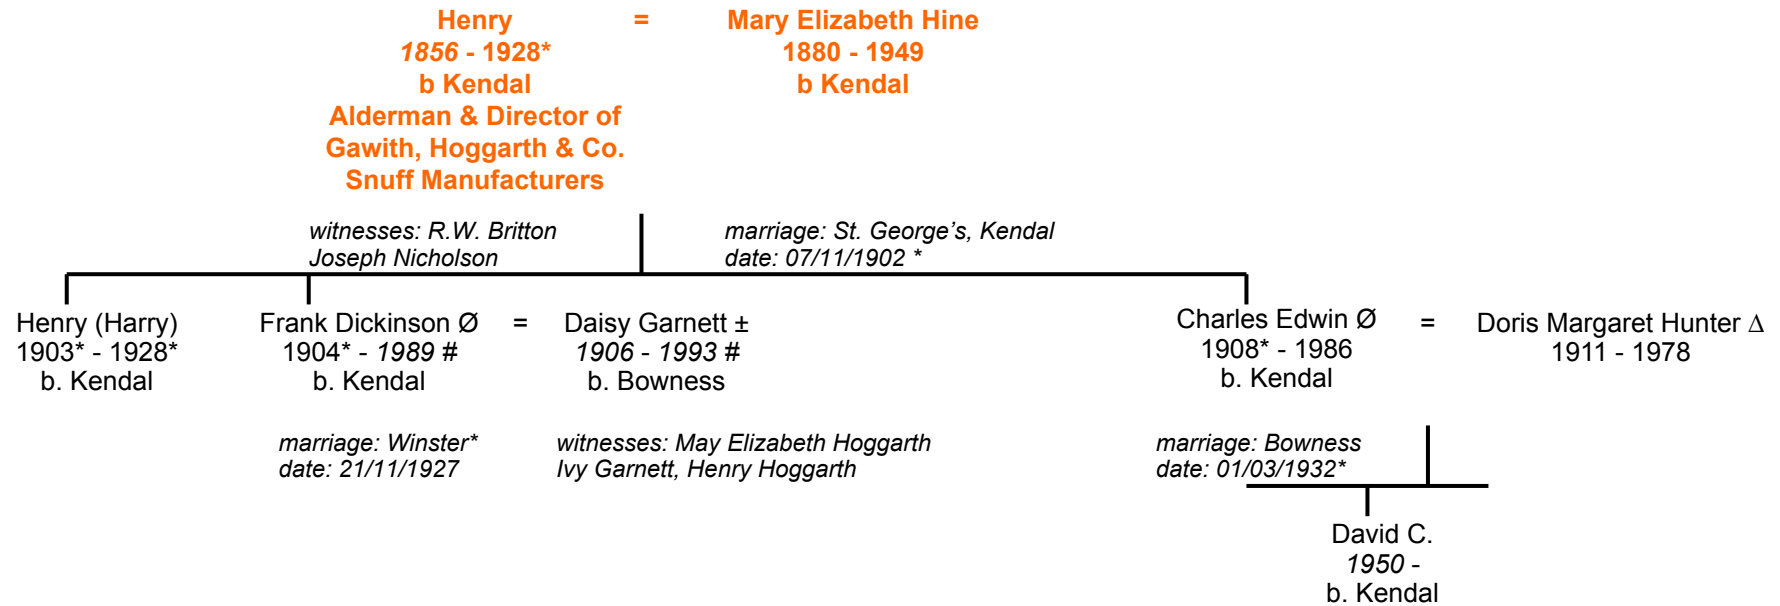 Henry = Mary Elizabeth Hine
1856 - 1928* 1880 - 1949
b Kendal b Kendal
Alderman & Director of
Gawith, Hoggarth & Co.
Snuff Manufacturers
witnesses: R.W. Britton
Joseph Nicholson
marriage: St. George’s, Kendal
date: 07/11/1902 *
Henry (Harry)
1903* - 1928*
b. Kendal
Frank Dickinson Ø = Daisy Garnett ±
1904* - 1989 # 1906 - 1993 #
b. Kendal b. Bowness
Charles Edwin Ø = Doris Margaret Hunter Δ
1908* - 1986 1911 - 1978
b. Kendal
marriage: Winster*
date: 21/11/1927
witnesses: May Elizabeth Hoggarth
Ivy Garnett, Henry Hoggarth
marriage: Bowness
date: 01/03/1932*
David C.
1950 -
b. Kendal